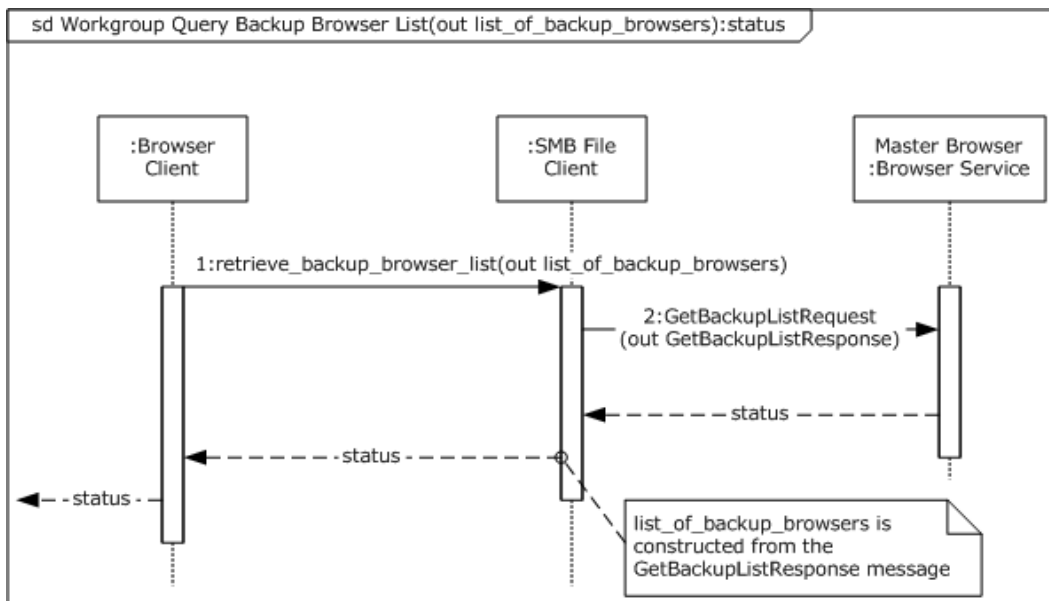 sd Workgroup Query Backup Browser List(out list_of_backup_browsers):status
:Browser
Client
:SMB File
Client
Master Browser
:Browser Service
1:retrieve_backup_browser_list(out list_of_backup_browsers)
2:GetBackupListRequest
(out GetBackupListResponse)
status
status
status
list_of_backup_browsers is
constructed from the
GetBackupListResponse message